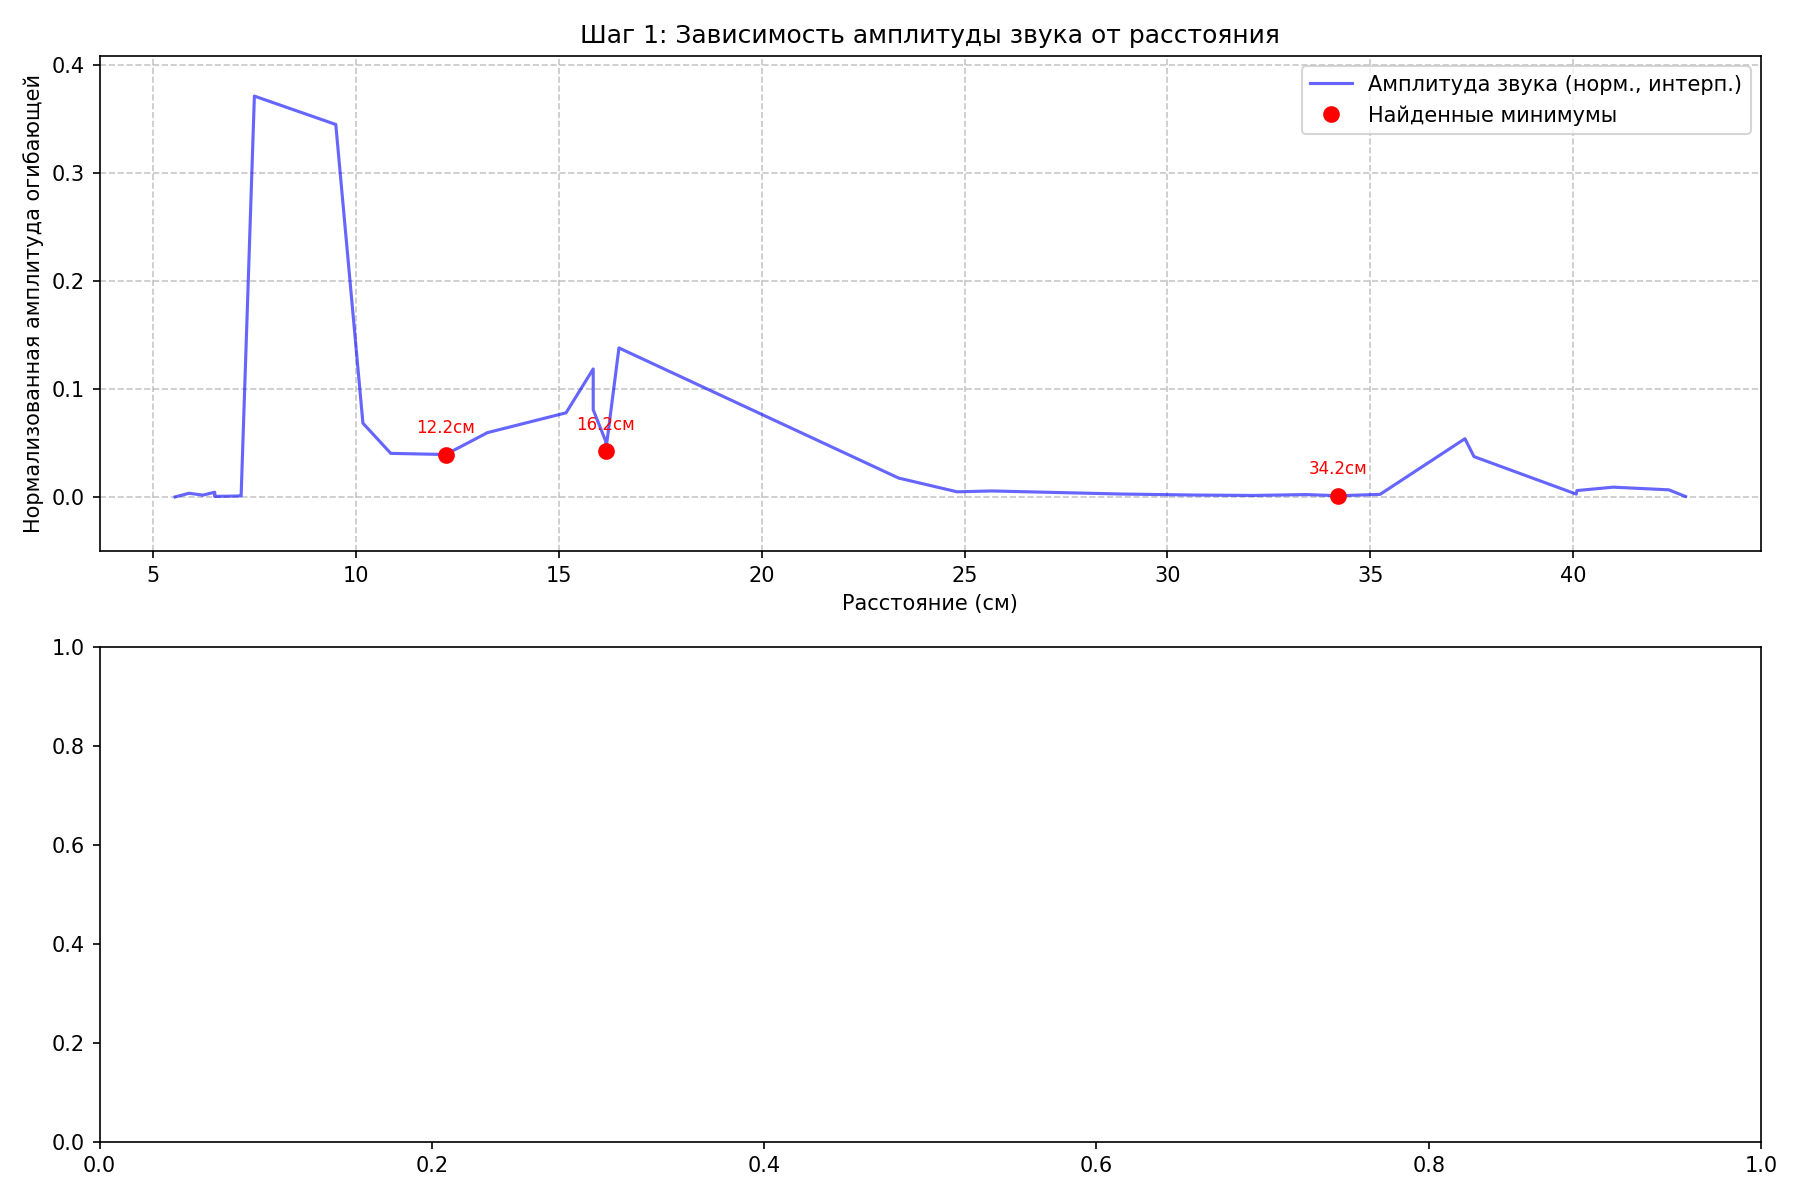 Шаг 1: Зависимость амплитуды звука от расстояния
Нормализованная амплитуда огибающей
0.4
0.3
0.2
0.1
0.0
Амплитуда звука (норм., интерп.)
Найденные минимумы
12.2см
16.2см
34.2см
5 10 15 20 25 30 35 40
Расстояние (см)
1.0
0.8
0.6
0.4
0.2
0.0
0.0 0.2 0.4 0.6 0.8 1.0